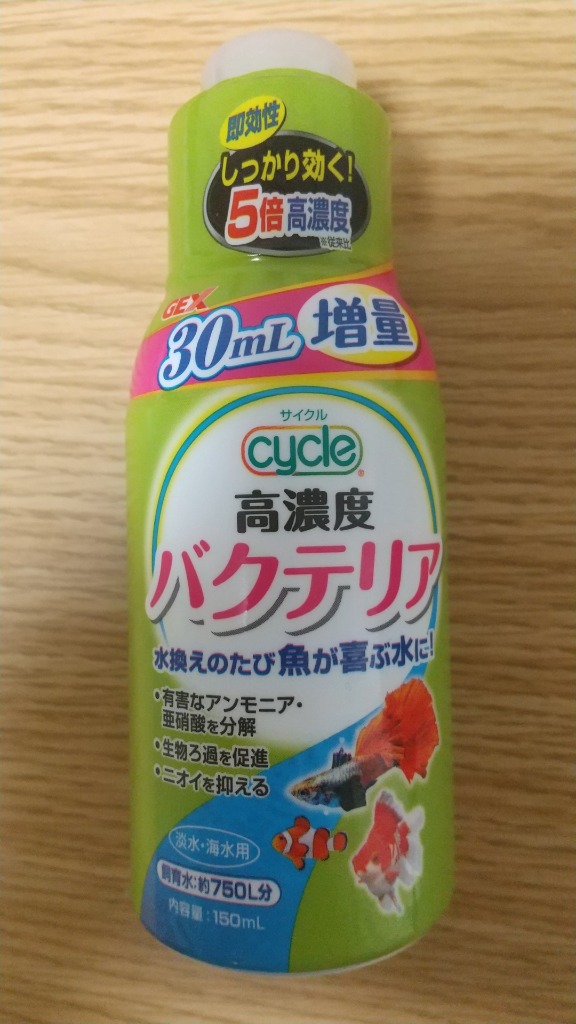 即効性
しっかり効く!
5倍高濃度
※従来比
GEX
30mL 増量
サイクル
cycle®
高濃度
バクテリア
水換えのたび魚が喜ぶ水に!
・有害なアンモニア・
亜硝酸を分解
・生物ろ過を促進
・ニオイを抑える
淡水・海水用
飼育水:約750L分
内容量:150mL